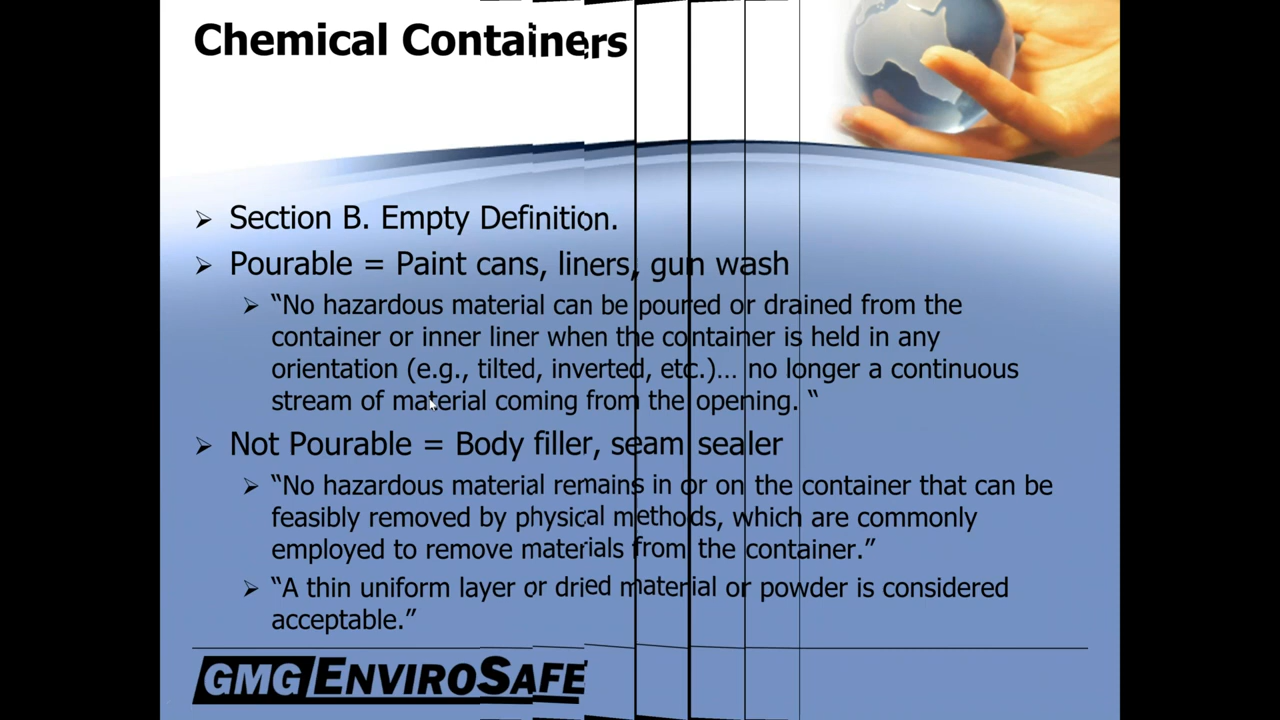 Chemical Containers
➢ Section B. Empty Definition.
➢ Pourable = Paint cans, liners, gun wash
➢ “No hazardous material can be poured or drained from the
container or inner liner when the container is held in any
orientation (e.g., tilted, inverted, etc.)… no longer a continuous
stream of material coming from the opening. “
➢ Not Pourable = Body filler, seam sealer
➢ “No hazardous material remains in or on the container that can be
feasibly removed by physical methods, which are commonly
employed to remove materials from the container.”
➢ “A thin uniform layer or dried material or powder is considered
acceptable.”
GMG ENVIROSAFE